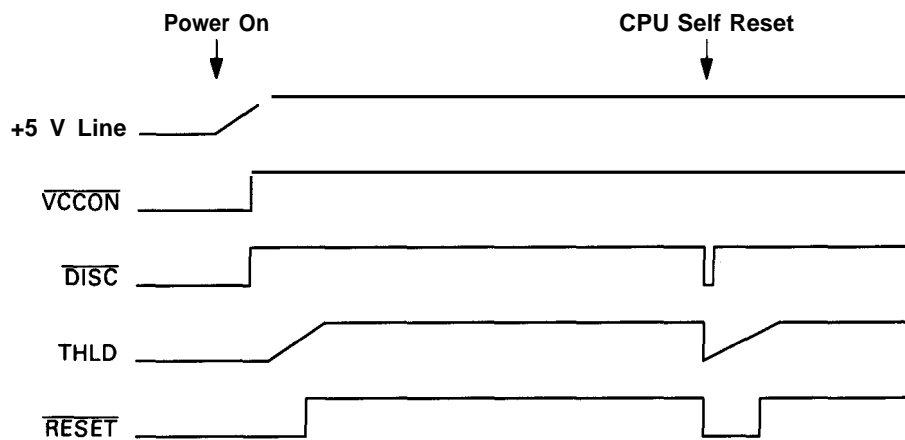 Power On
CPU Self Reset
+5 V Line
VCCON
DISC
THLD
RESET